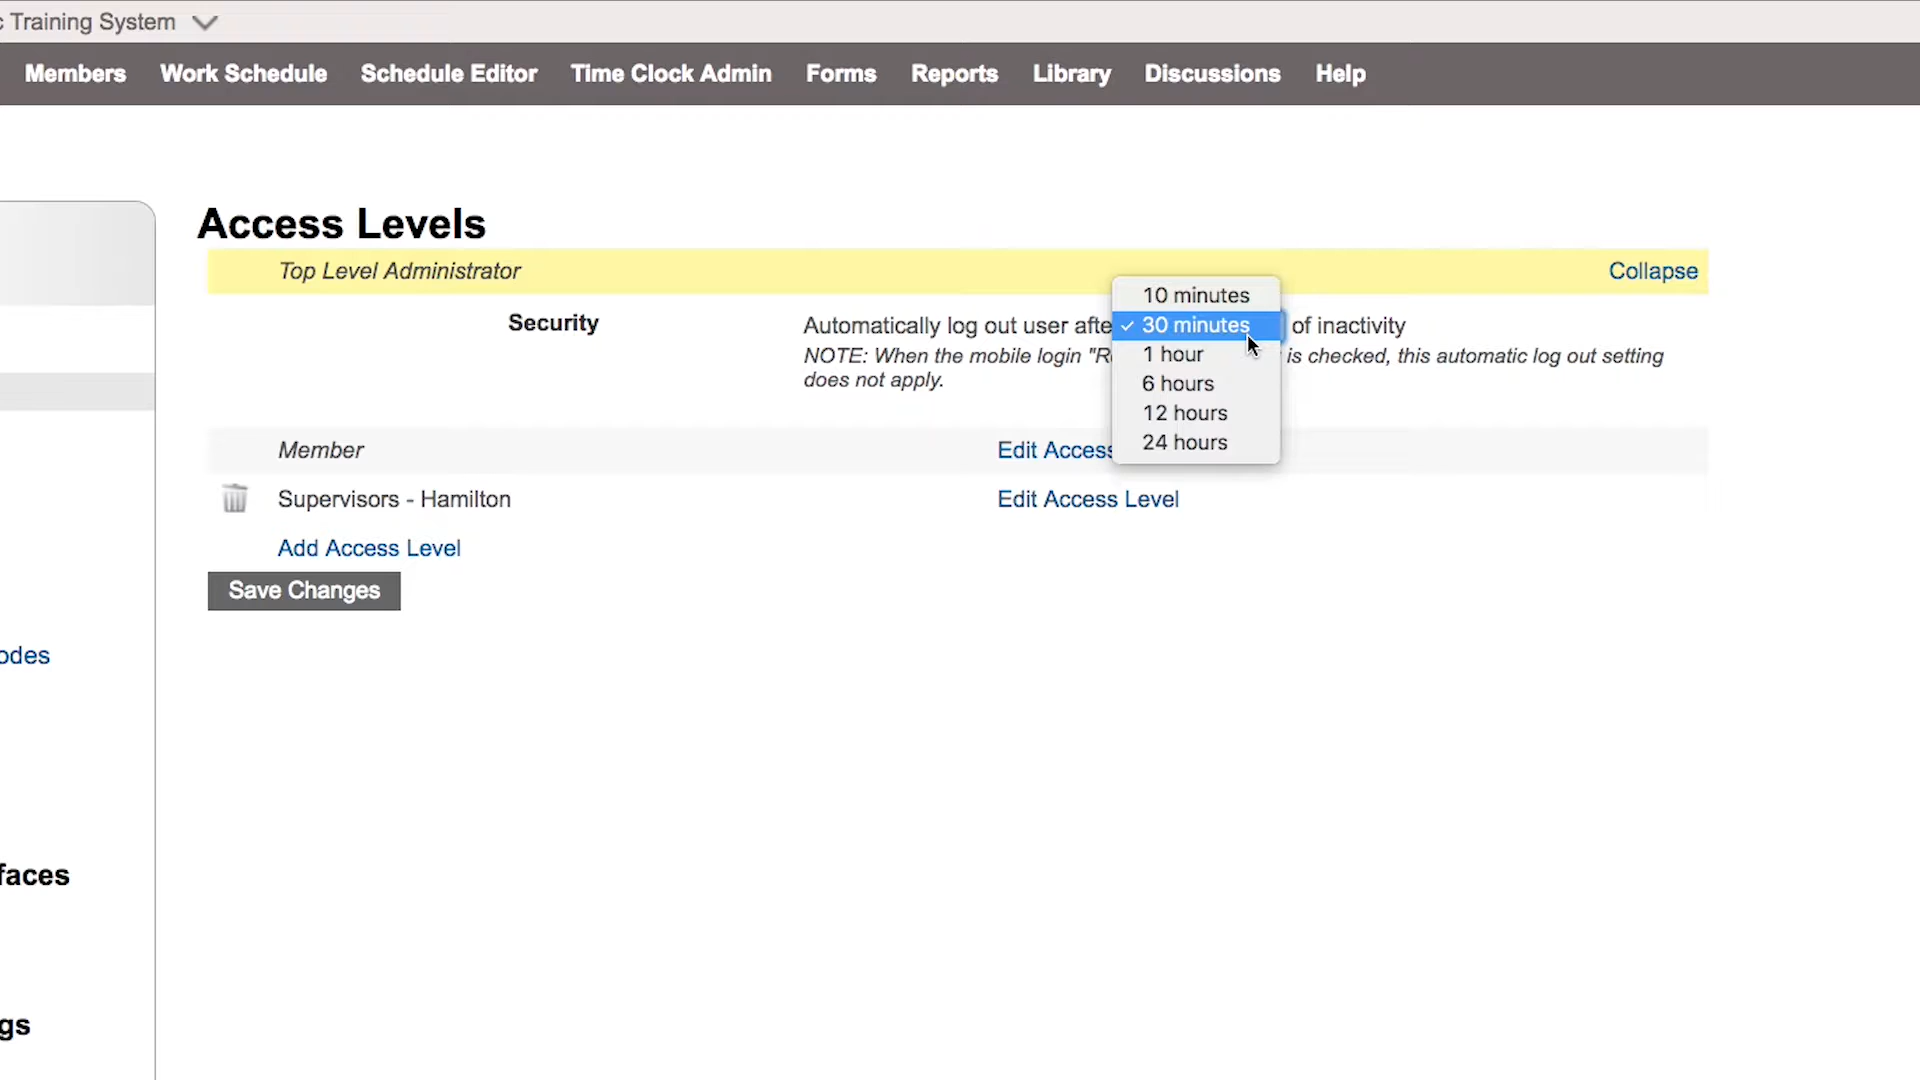 c Training System
Members Work Schedule Schedule Editor Time Clock Admin Forms Reports Library Discussions Help
Access Levels
Top Level Administrator Collapse
10 minutes
Security Automatically log out user afte ✓ 30 minutes of inactivity
NOTE: When the mobile login "R 1 hour is checked, this automatic log out setting
does not apply. 6 hours
12 hours
Member Edit Access 24 hours
Supervisors - Hamilton Edit Access Level
Add Access Level
Save Changes
odes
faces
gs